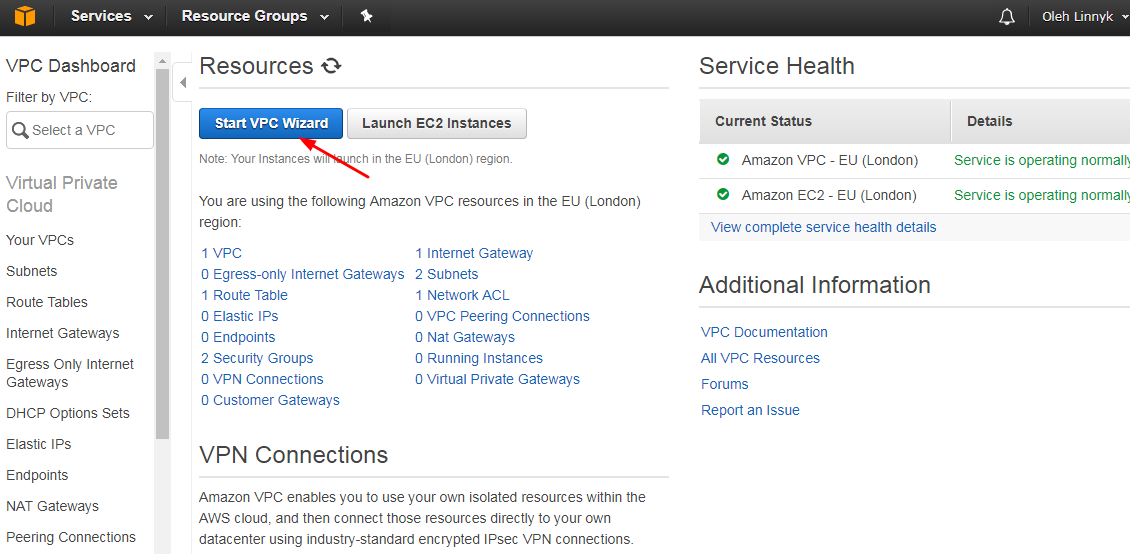 Services
Resource Groups
Oleh Linnyk
VPC Dashboard
Filter by VPC:
Select a VPC
Virtual Private
Cloud
Your VPCs
Subnets
Route Tables
Internet Gateways
Egress Only Internet
Gateways
DHCP Options Sets
Elastic IPs
Endpoints
NAT Gateways
Peering Connections
Resources
Start VPC Wizard
Launch EC2 Instances
Note: Your Instances will launch in the EU (London) region.
You are using the following Amazon VPC resources in the EU (London)
region:
1 VPC
1 Internet Gateway
0 Egress-only Internet Gateways
2 Subnets
1 Route Table
1 Network ACL
0 Elastic IPs
0 VPC Peering Connections
0 Endpoints
0 Nat Gateways
2 Security Groups
0 Running Instances
0 VPN Connections
0 Virtual Private Gateways
0 Customer Gateways
VPN Connections
Amazon VPC enables you to use your own isolated resources within the
AWS cloud, and then connect those resources directly to your own
datacenter using industry-standard encrypted IPsec VPN connections.
Service Health
Current Status
Details
Amazon VPC - EU (London)
Service is operating normally
Amazon EC2 - EU (London)
Service is operating normally
View complete service health details
Additional Information
VPC Documentation
All VPC Resources
Forums
Report an Issue